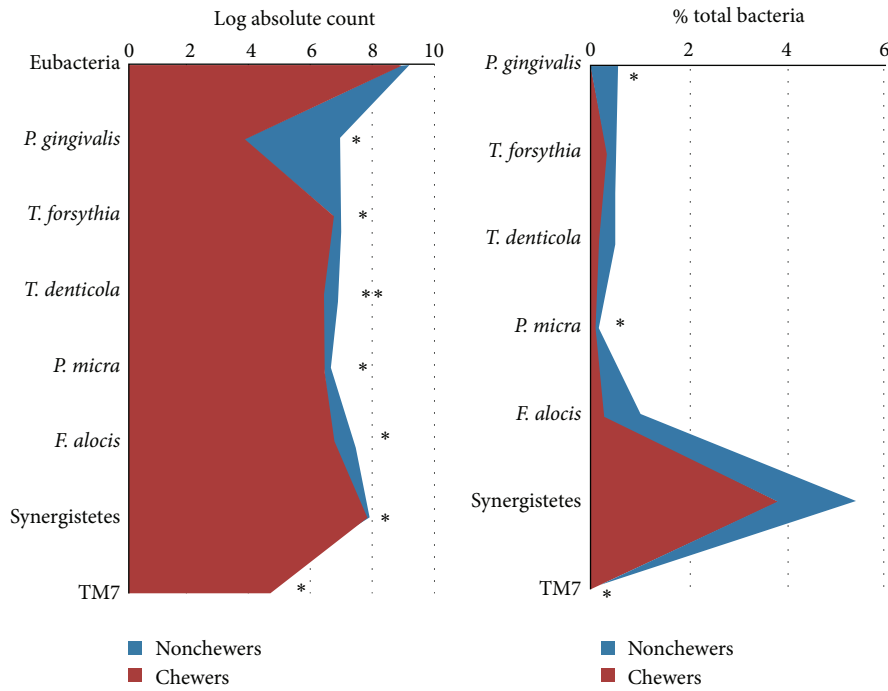 Log absolute count
0 2 4 6 8 10
Eubacteria
P. gingivalis *
T. forsythia *
T. denticola **
P. micra *
F. alocis *
Synergistetes *
TM7 *
Nonchewers
Chewers
% total bacteria
0 2 4 6
P. gingivalis *
T. forsythia
T. denticola
P. micra *
F. alocis
Synergistetes
TM7 *
Nonchewers
Chewers